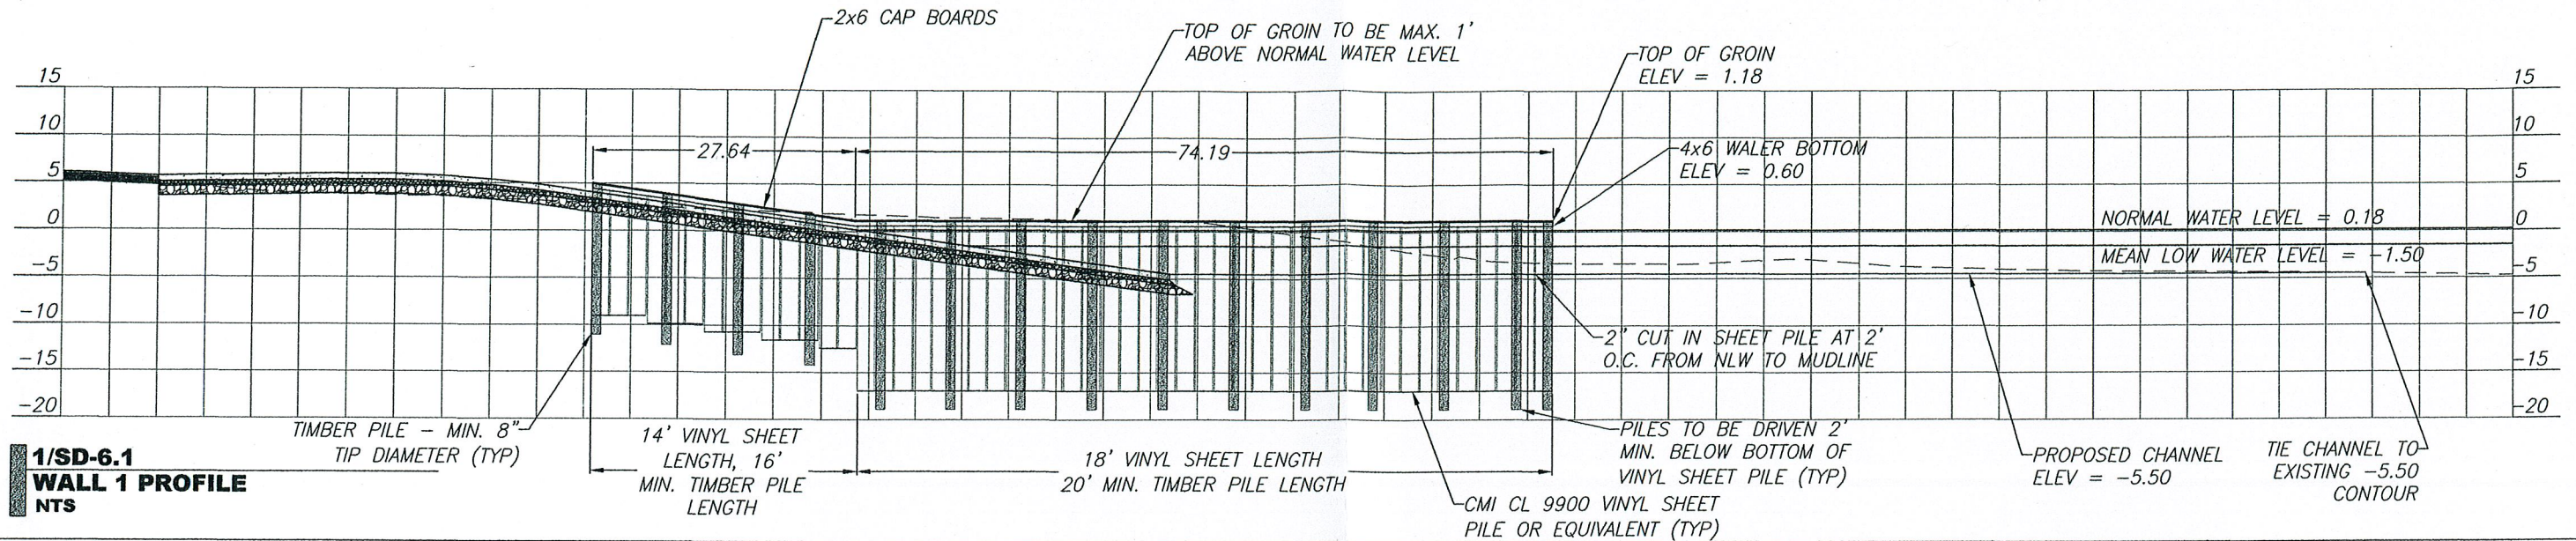 2x6 CAP BOARDS
TOP OF GROIN TO BE MAX. 1'
ABOVE NORMAL WATER LEVEL
TOP OF GROIN
ELEV = 1.18
15
15
10
10
27.64
74.19
4x6 WALER BOTTOM
ELEV = 0.60
5
5
0
NORMAL WATER LEVEL = 0.18
0
MEAN LOW WATER LEVEL = -1.50
-5
-5
-10
-10
2" CUT IN SHEET PILE AT 2'
O.C. FROM NLW TO MUDLINE
-15
-15
-20
-20
TIMBER PILE - MIN. 8"
TIP DIAMETER (TYP)
14' VINYL SHEET
LENGTH, 16'
MIN. TIMBER PILE
LENGTH
18' VINYL SHEET LENGTH
20' MIN. TIMBER PILE LENGTH
PILES TO BE DRIVEN 2'
MIN. BELOW BOTTOM OF
VINYL SHEET PILE (TYP)
CMI CL 9900 VINYL SHEET
PILE OR EQUIVALENT (TYP)
PROPOSED CHANNEL
ELEV = -5.50
TIE CHANNEL TO
EXISTING -5.50
CONTOUR
1/SD-6.1
WALL 1 PROFILE
NTS